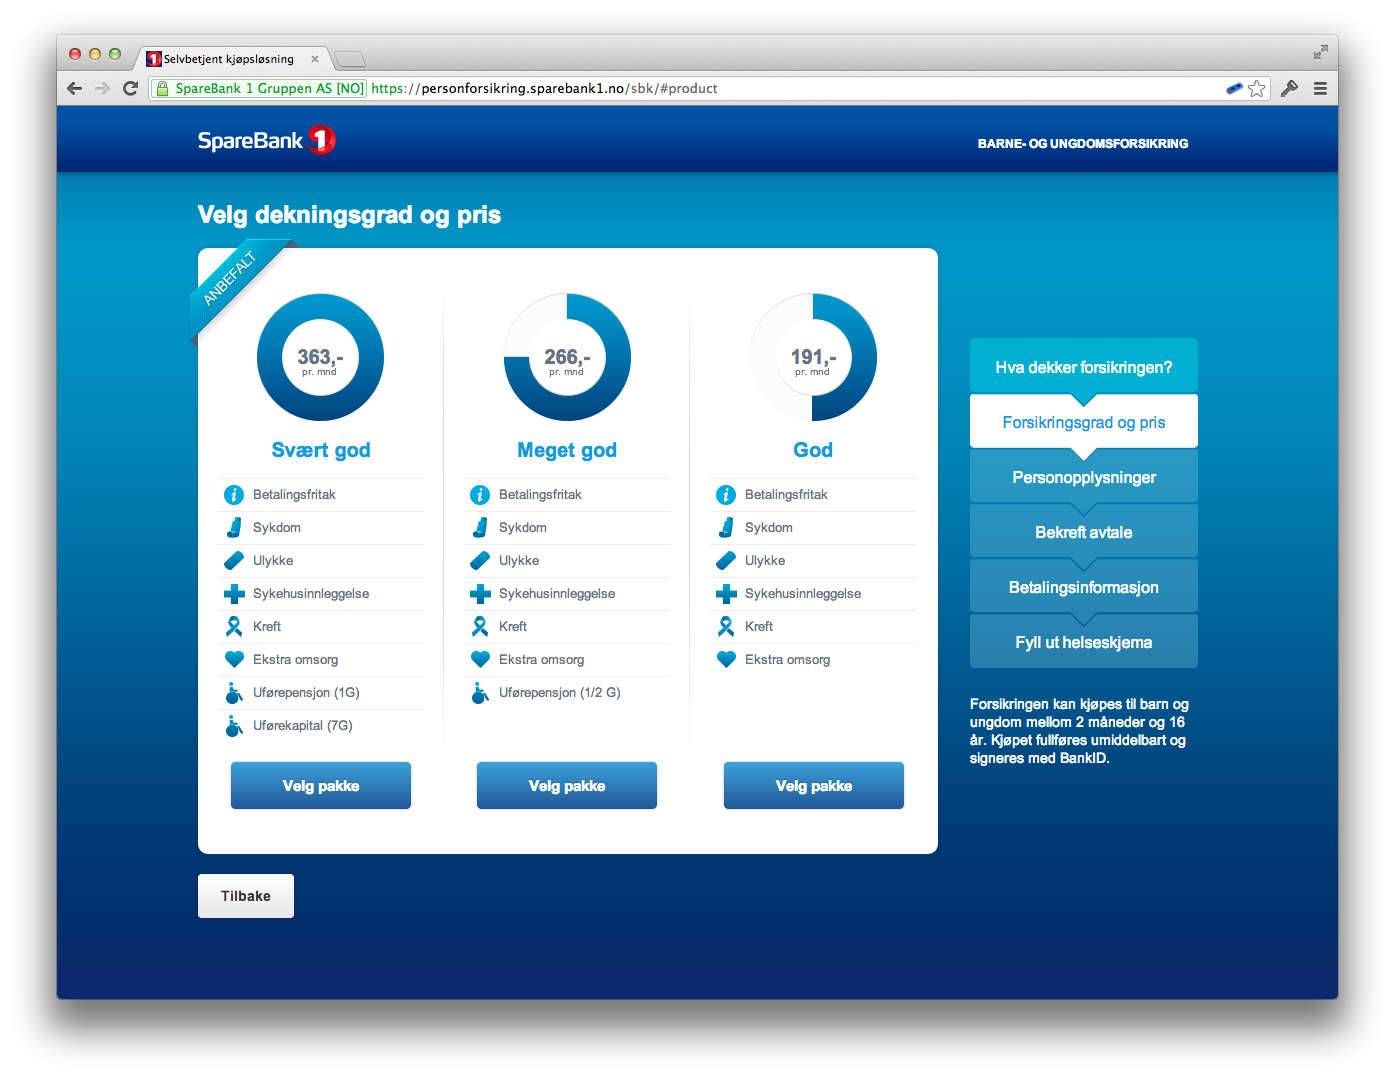 Selvbetjent kjøpsløsning
SpareBank 1 Gruppen AS [NO] https://personforsikring.sparebank1.no/sbk/#product
SpareBank 1
BARNE- OG UNGDOMSFORSIKRING
Velg dekningsgrad og pris
ANBEFALT
363,-
pr. mnd
Svært god
Betalingsfritak
Sykdom
Ulykke
Sykehusinnleggelse
Kreft
Ekstra omsorg
Uførepensjon (1G)
Uførekapital (7G)
Velg pakke
266,-
pr. mnd
Meget god
Betalingsfritak
Sykdom
Ulykke
Sykehusinnleggelse
Kreft
Ekstra omsorg
Uførepensjon (1/2 G)
Velg pakke
191,-
pr. mnd
God
Betalingsfritak
Sykdom
Ulykke
Sykehusinnleggelse
Kreft
Ekstra omsorg
Velg pakke
Hva dekker forsikringen?
Forsikringsgrad og pris
Personopplysninger
Bekreft avtale
Betalingsinformasjon
Fyll ut helseskjema
Forsikringen kan kjøpes til barn og
ungdom mellom 2 måneder og 16
år. Kjøpet fullføres umiddelbart og
signeres med BankID.
Tilbake